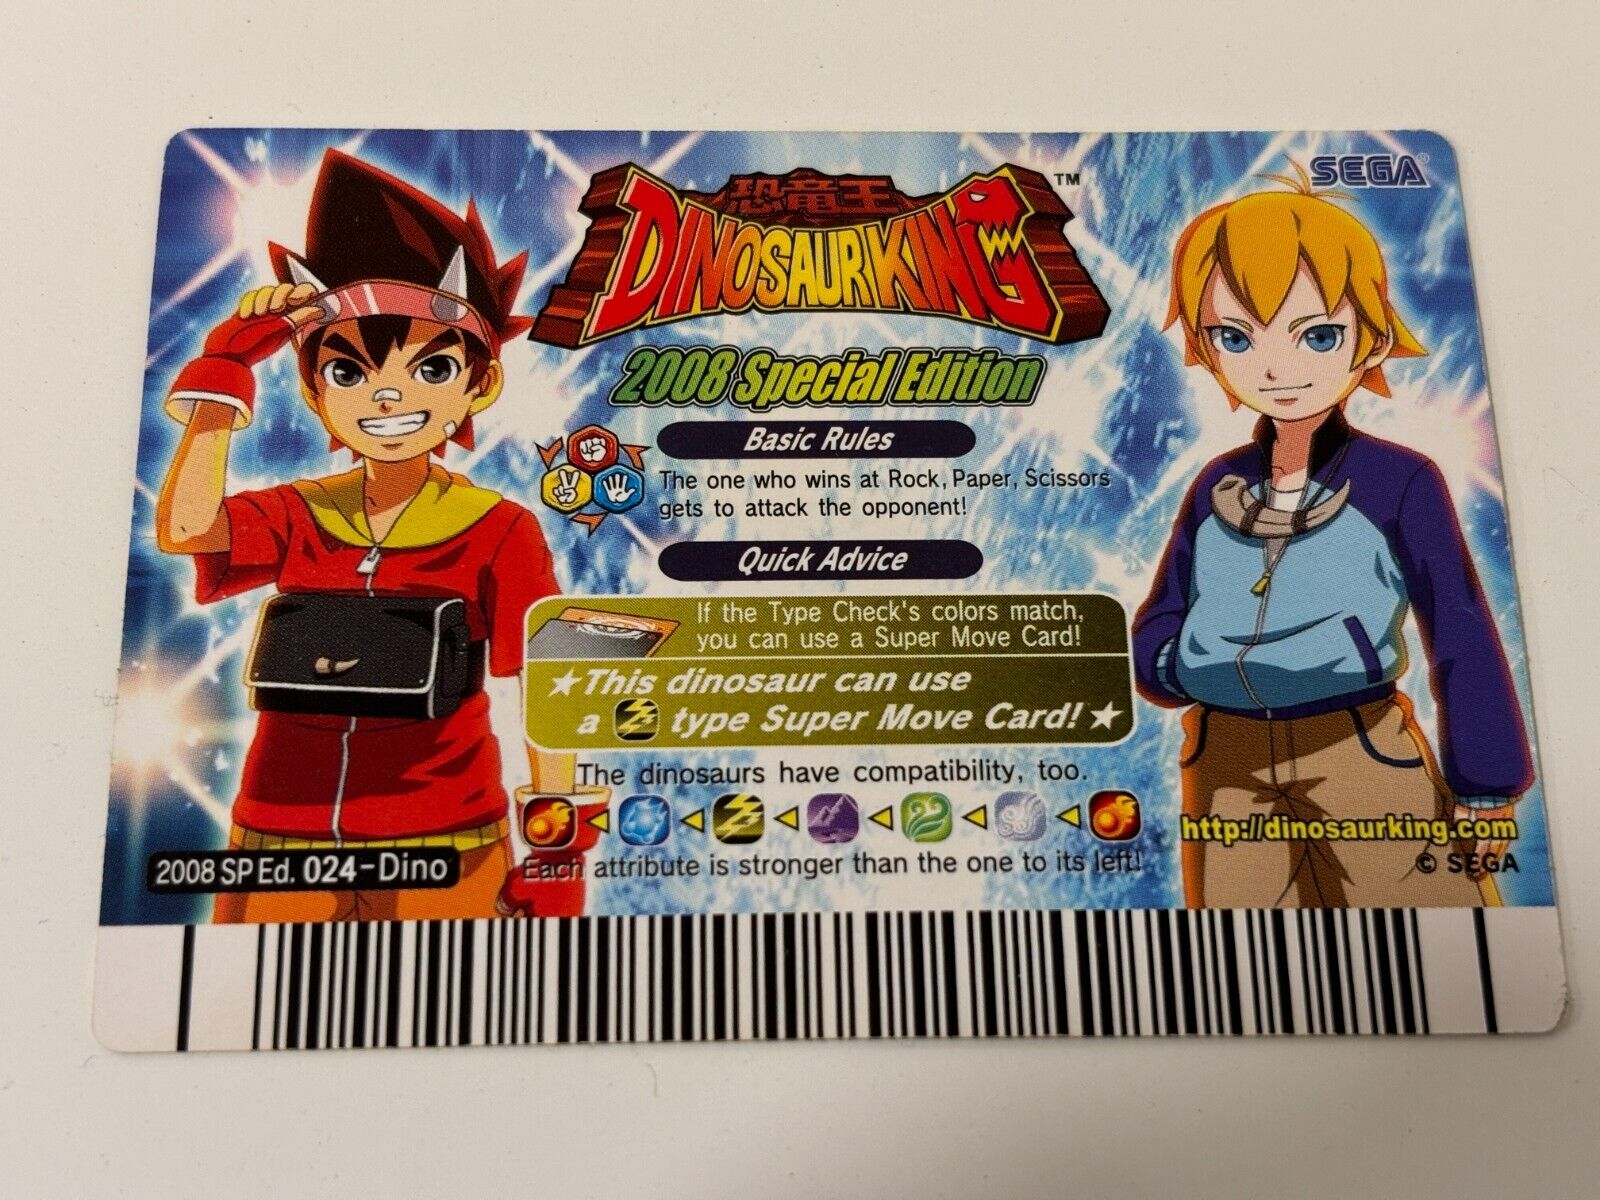 恐竜王
DINOSAUR KING™
SEGA®
2008 Special Edition
Basic Rules
The one who wins at Rock, Paper, Scissors
gets to attack the opponent!
Quick Advice
If the Type Check's colors match,
you can use a Super Move Card!
★This dinosaur can use
a type Super Move Card!★
The dinosaurs have compatibility, too.
Each attribute is stronger than the one to its left!
2008 SP Ed. 024-Dino
http://dinosaurking.com
© SEGA